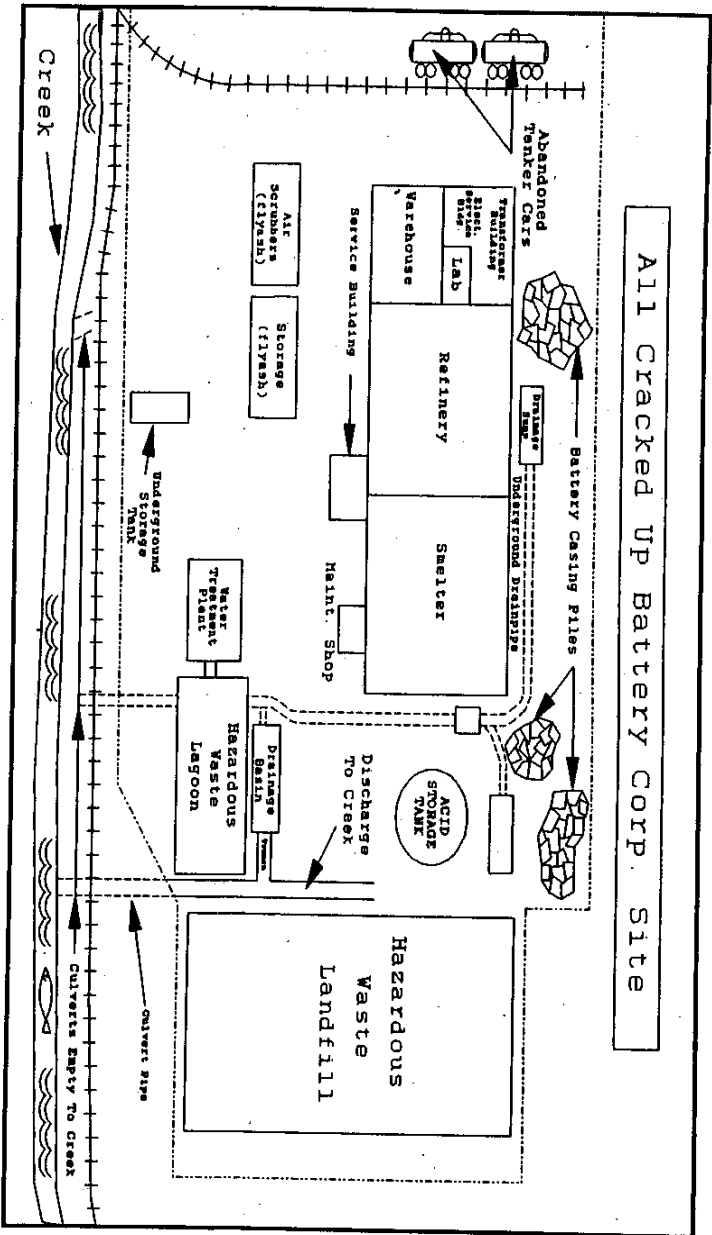 All Cracked Up Battery Corp. Site
Abandoned
Tanker Cars
Battery Casing Piles
Transformer
Building
Elect.
Service
Bldg.
Lab
Warehouse
Refinery
Smelter
Drainage
Sump
Underground Drainpipe
Service Building
Maint. Shop
Air
Scrubbers
(flyash)
Storage
(flyash)
ACID
STORAGE
TANK
Discharge
To Creek
Hazardous
Waste
Landfill
Underground
Storage
Tank
Water
Treatment
Plant
Hazardous
Waste
Lagoon
Drainage
Basin
Creek
Culvert Pipe
Culverts Empty To Creek